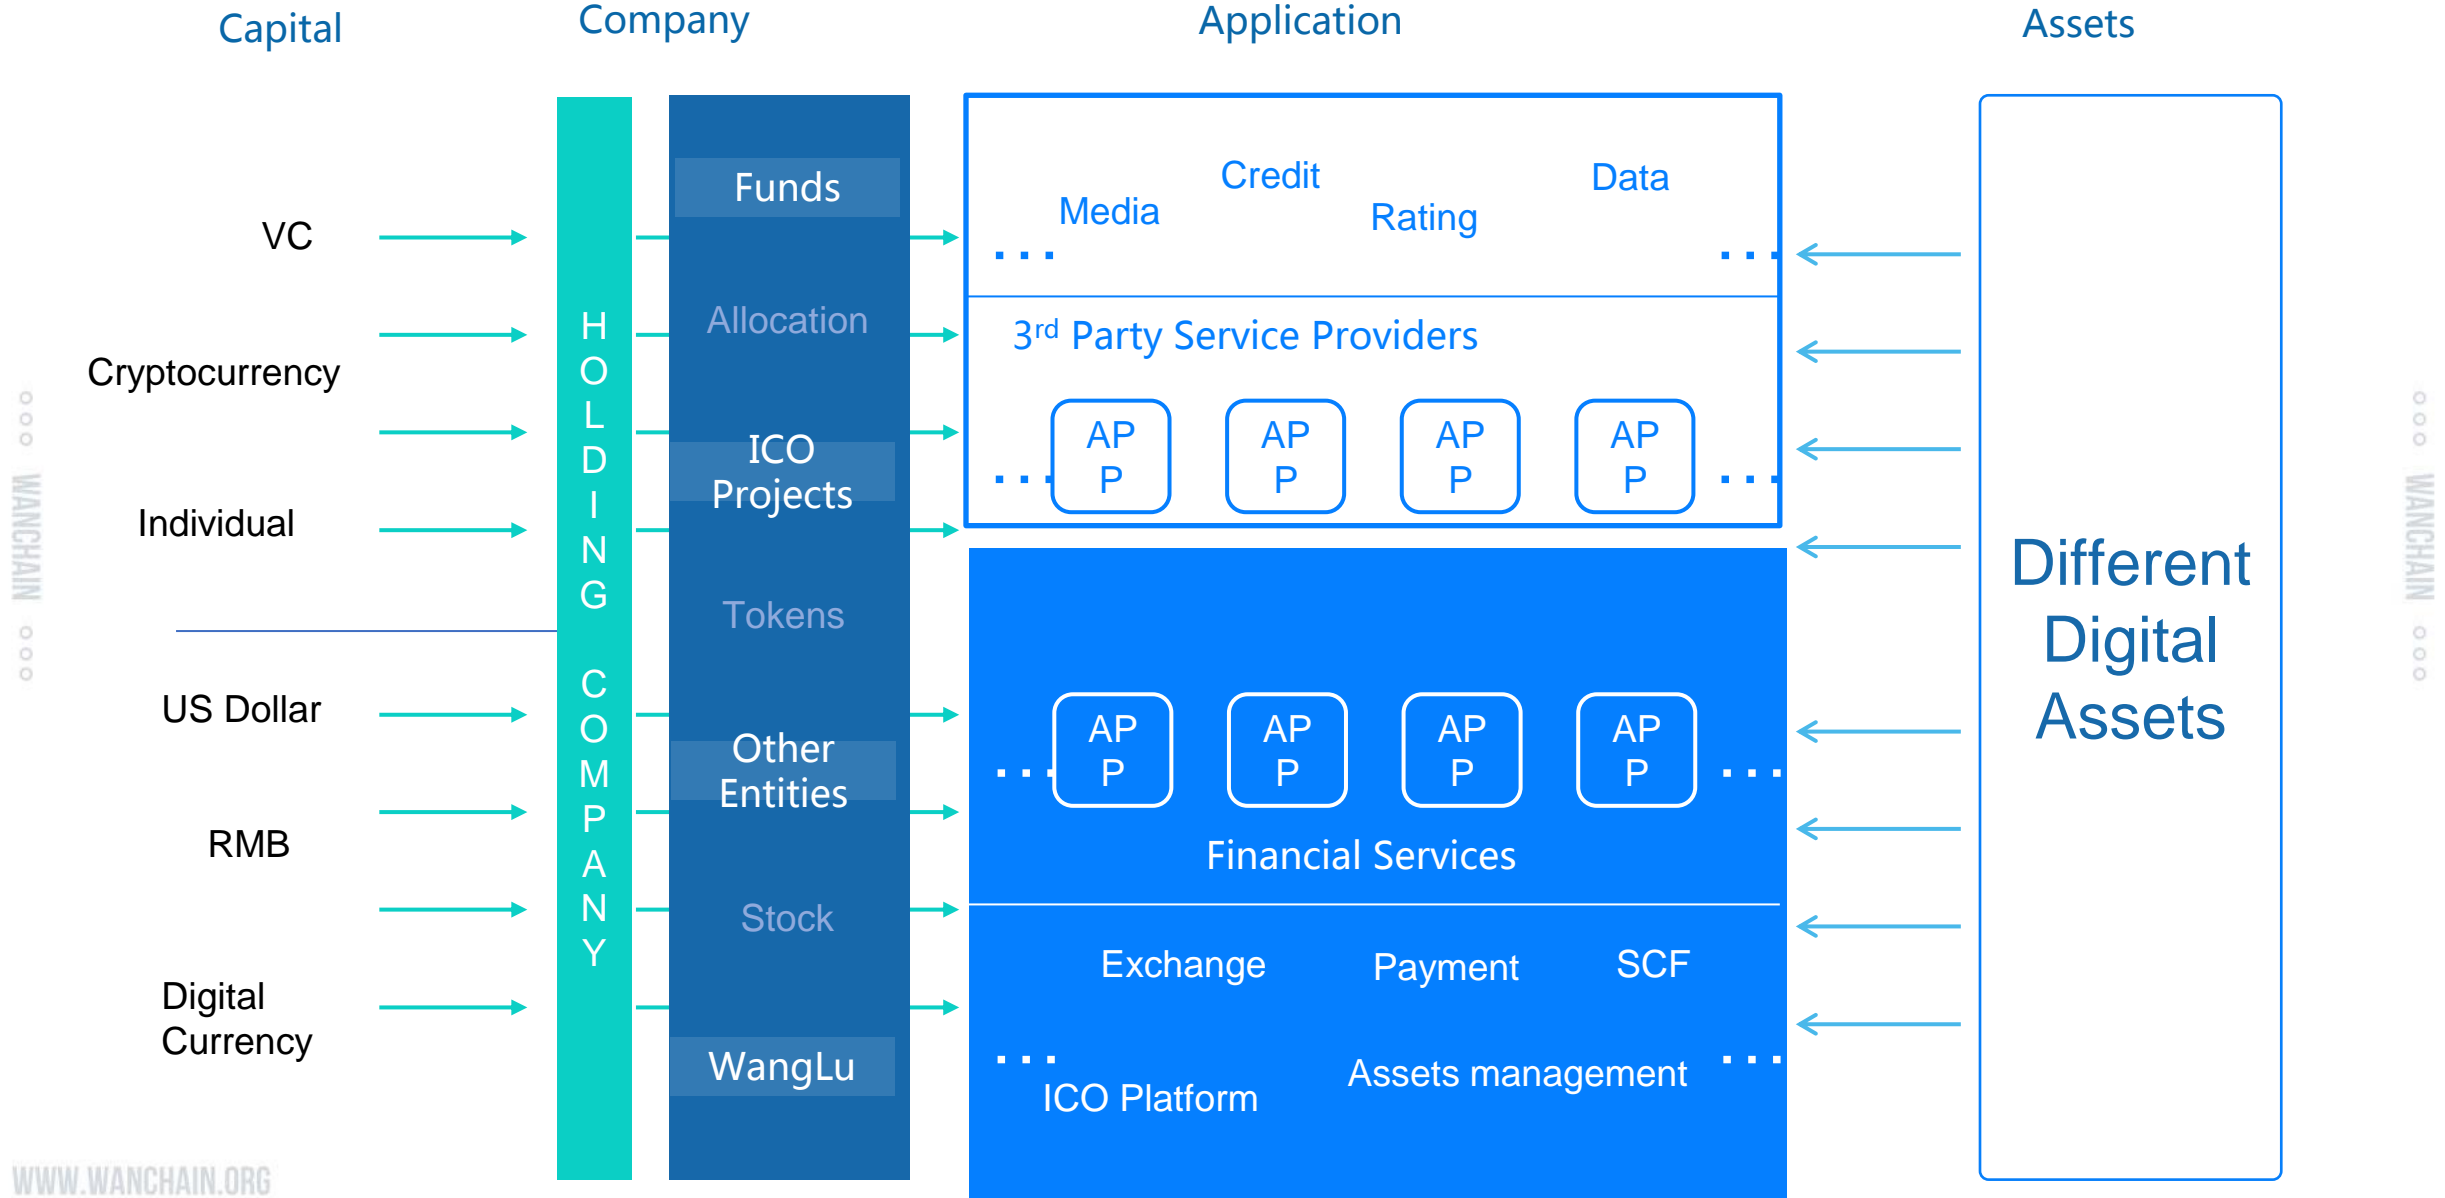 Capital
Company
Application
Assets
VC
Cryptocurrency
Individual
US Dollar
RMB
Digital
Currency
HOLDING COMPANY
Funds
Allocation
ICO
Projects
Tokens
Other
Entities
Stock
WangLu
Media
Credit
Rating
Data
...
...
3rd Party Service Providers
...
AP
P
AP
P
AP
P
AP
P
...
...
AP
P
AP
P
AP
P
AP
P
...
Financial Services
Exchange
Payment
SCF
...
ICO Platform
Assets management
...
Different
Digital
Assets
WANCHAIN
WANCHAIN
WWW.WANCHAIN.ORG